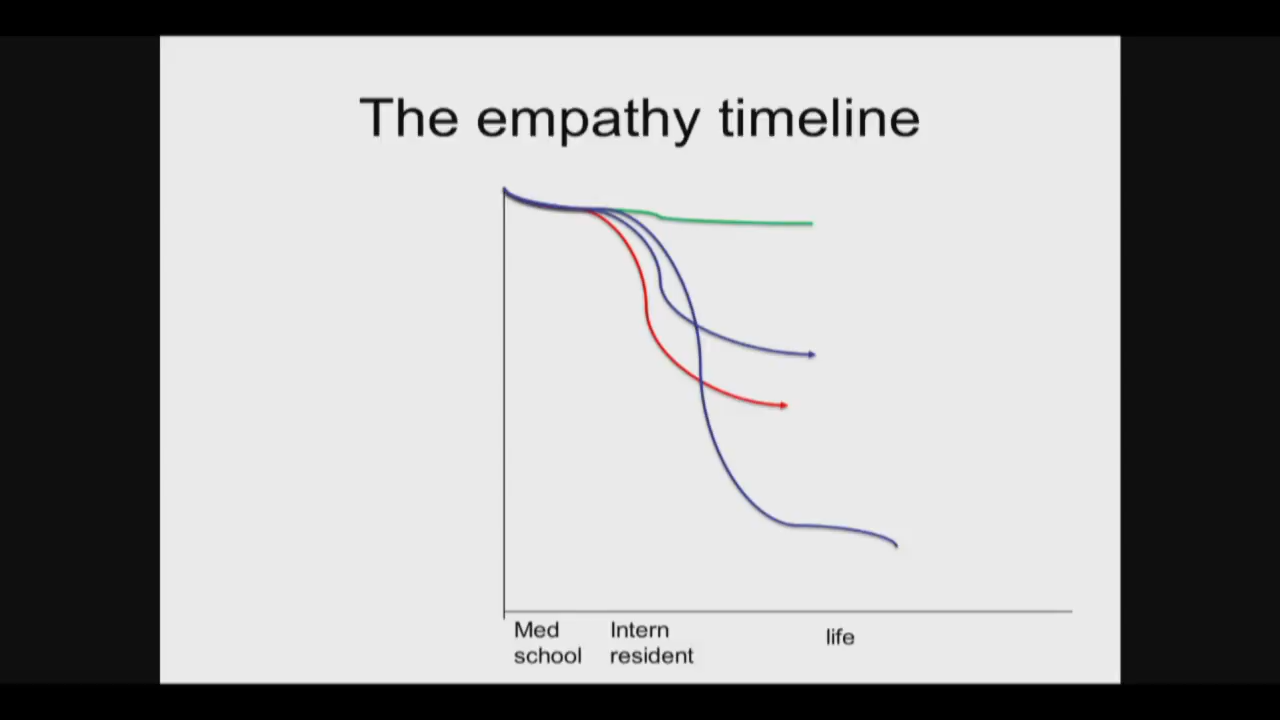 The empathy timeline
Med
school
Intern
resident
life